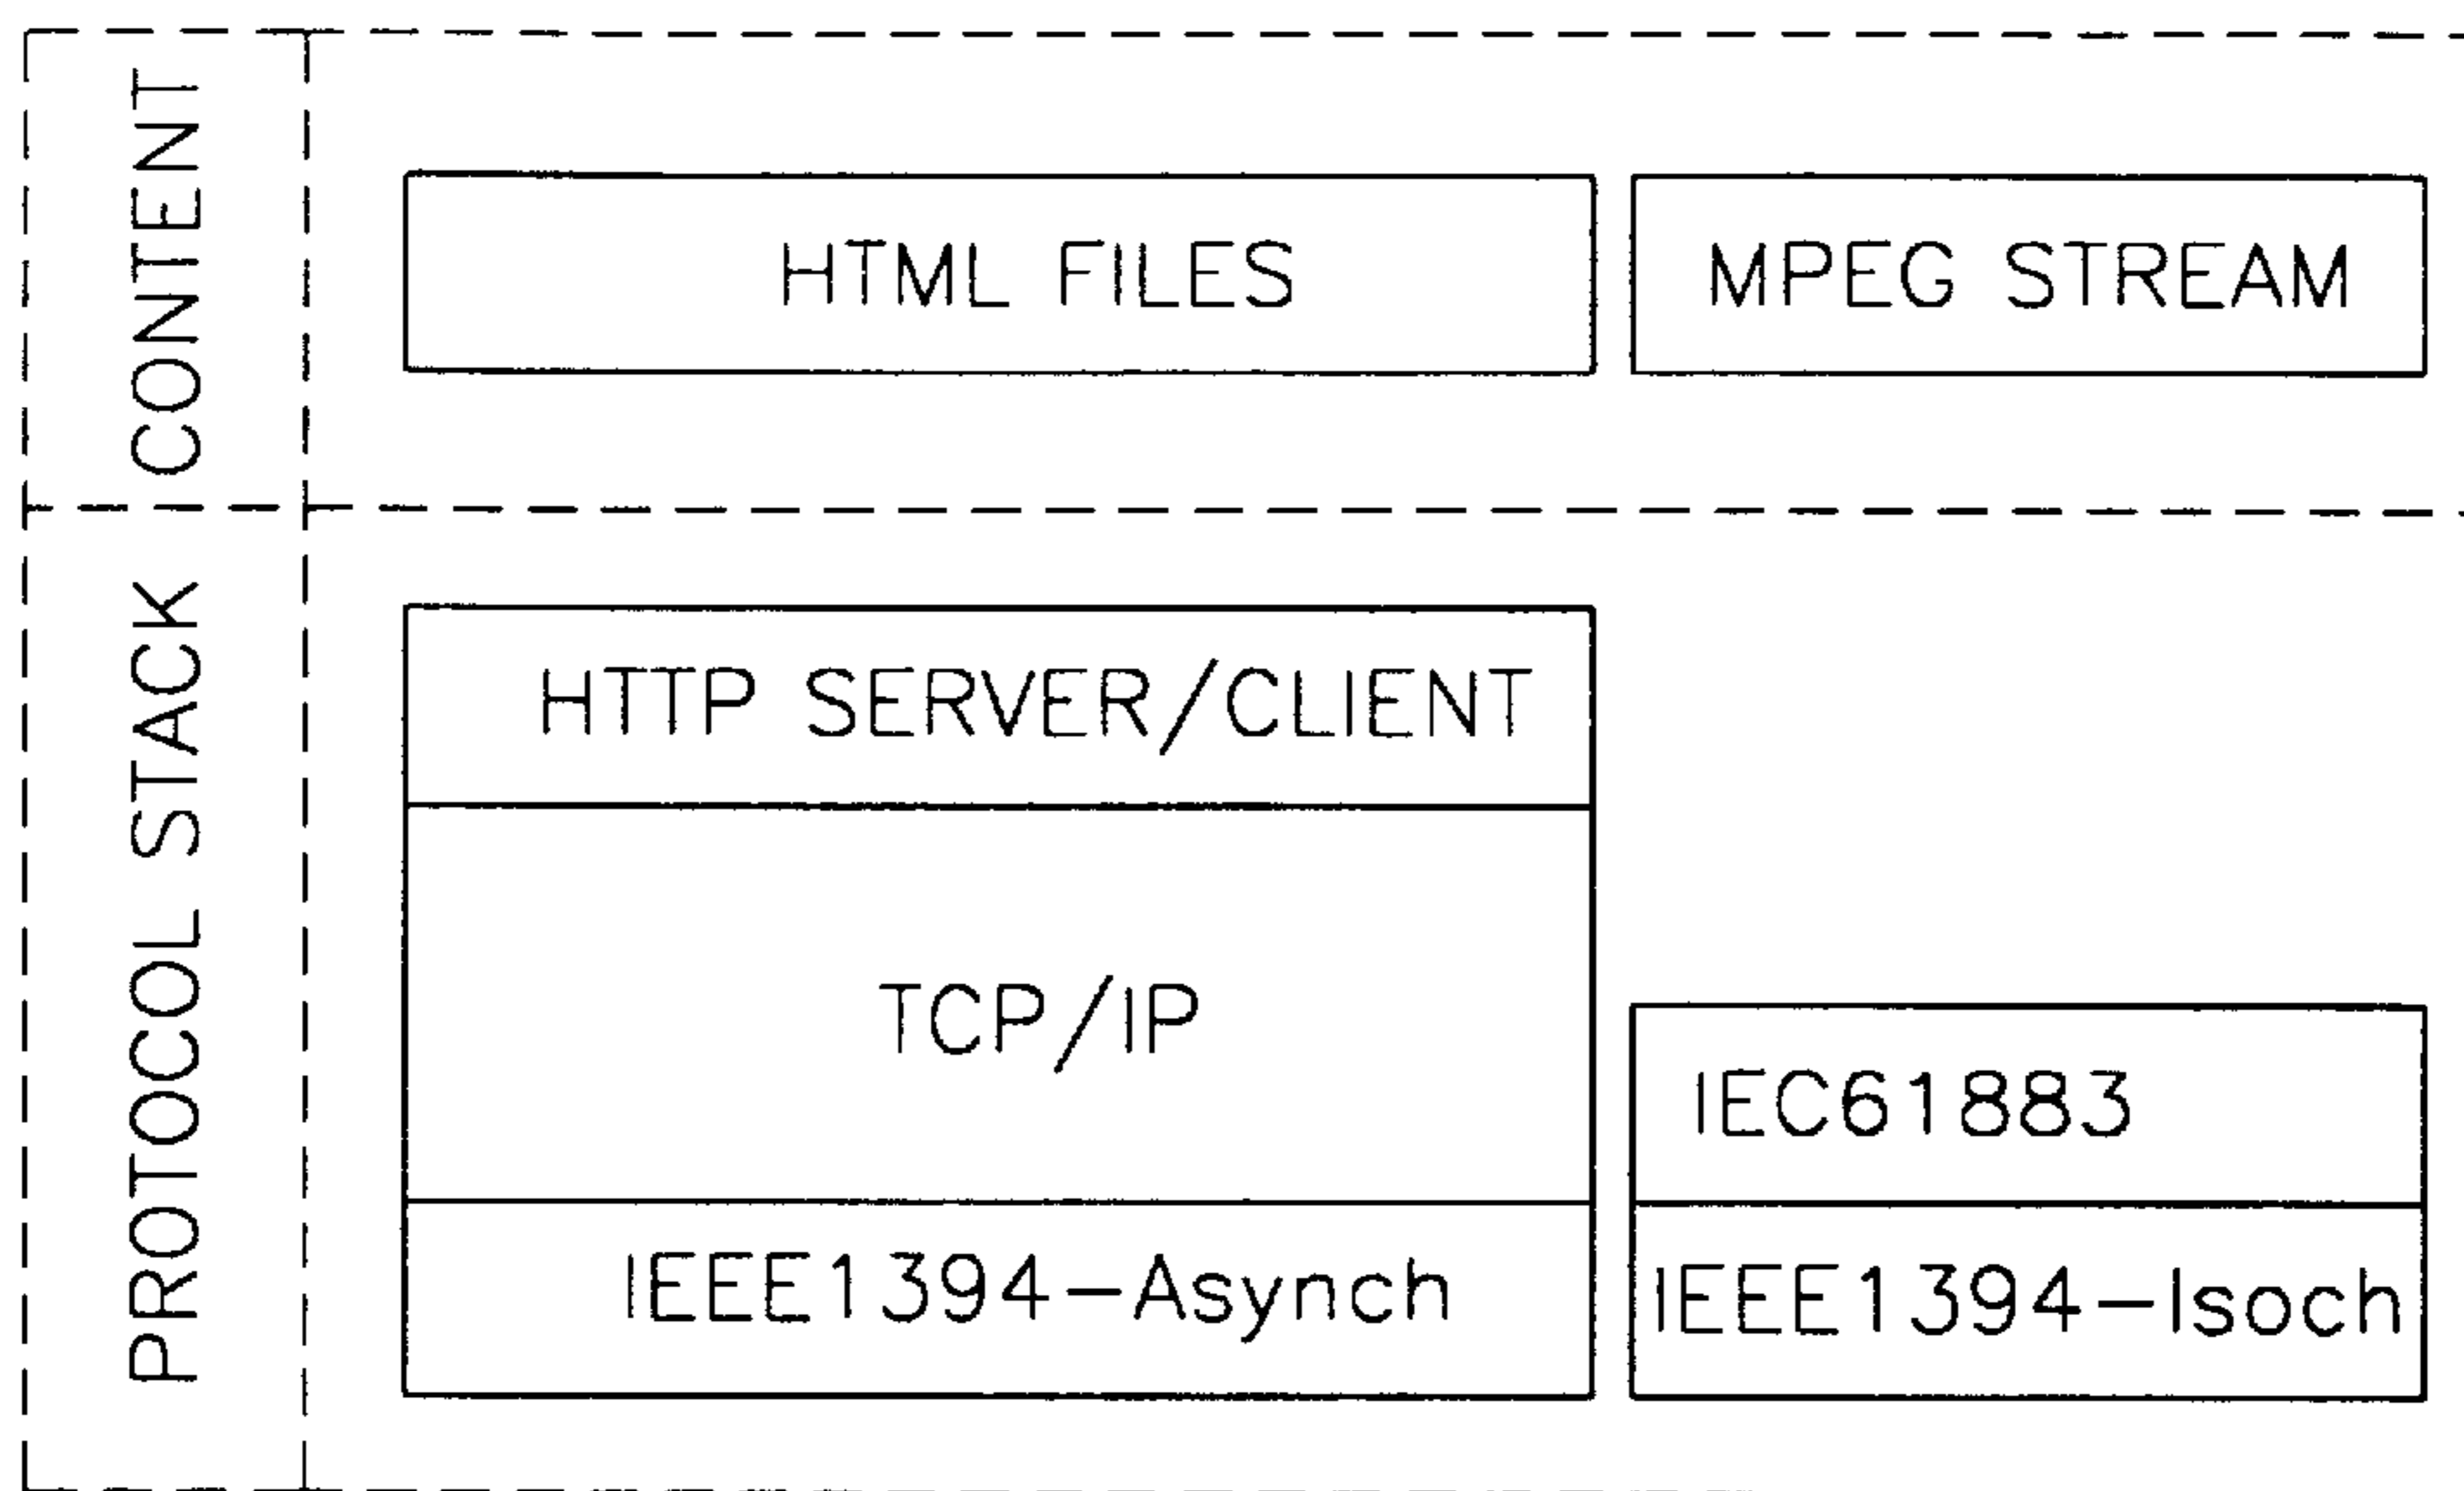 CONTENT
HTML FILES
MPEG STREAM
PROTOCOL STACK
HTTP SERVER/CLIENT
TCP/IP
IEC61883
IEEE1394-Asynch
IEEE1394-Isoch